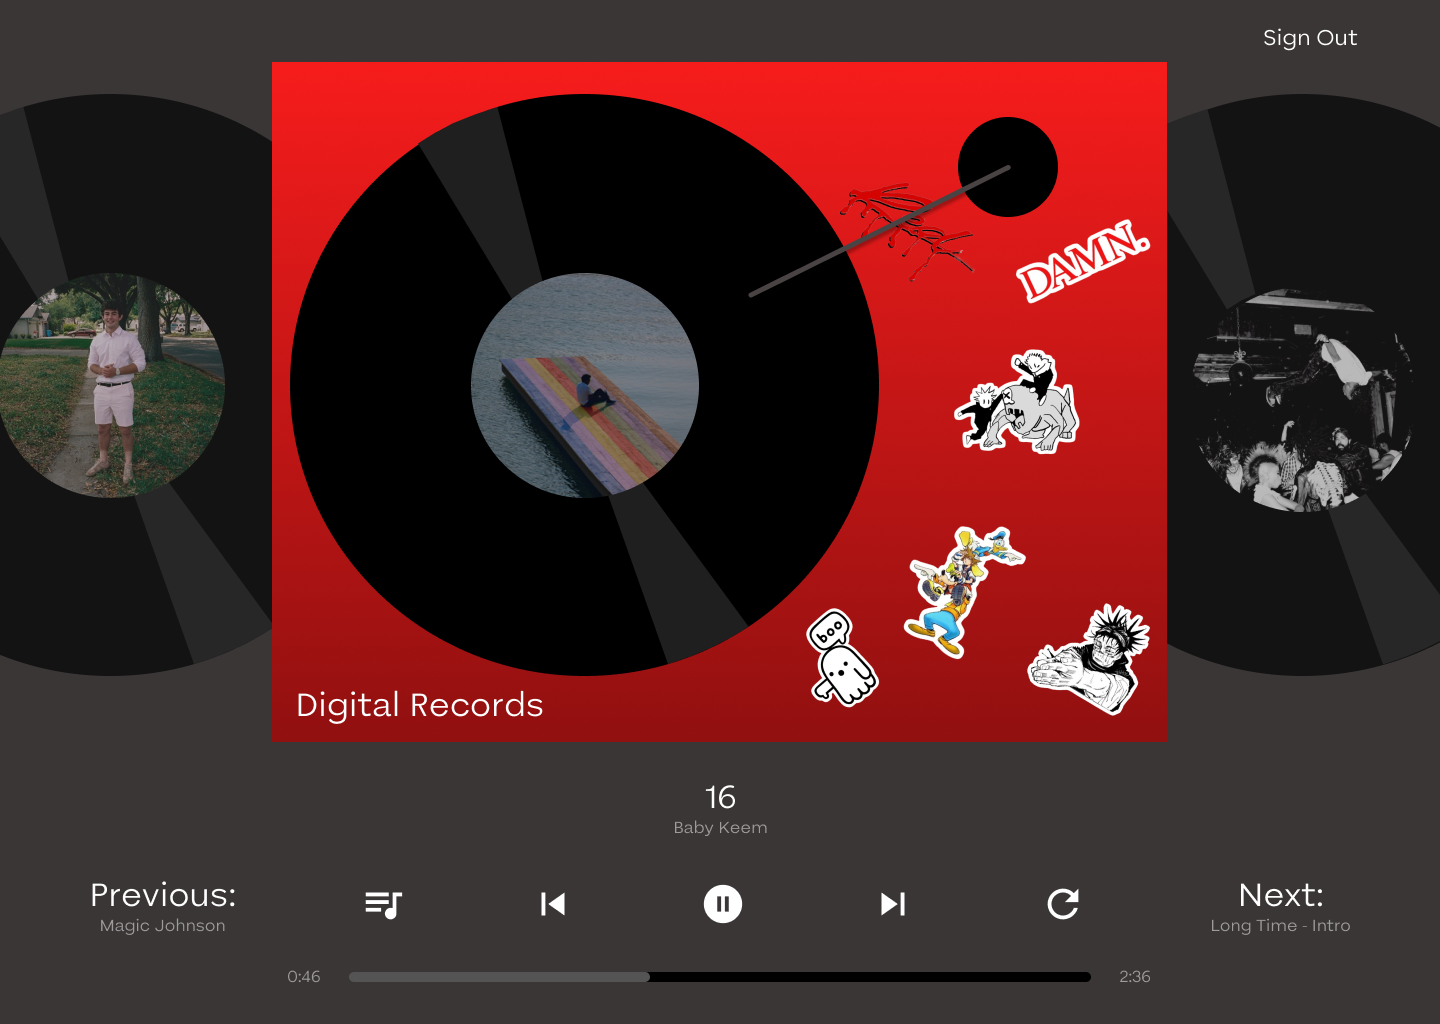 Sign Out
DAMN.
boo
Digital Records
16
Baby Keem
Previous:
Magic Johnson
Next:
Long Time - Intro
0:46
2:36